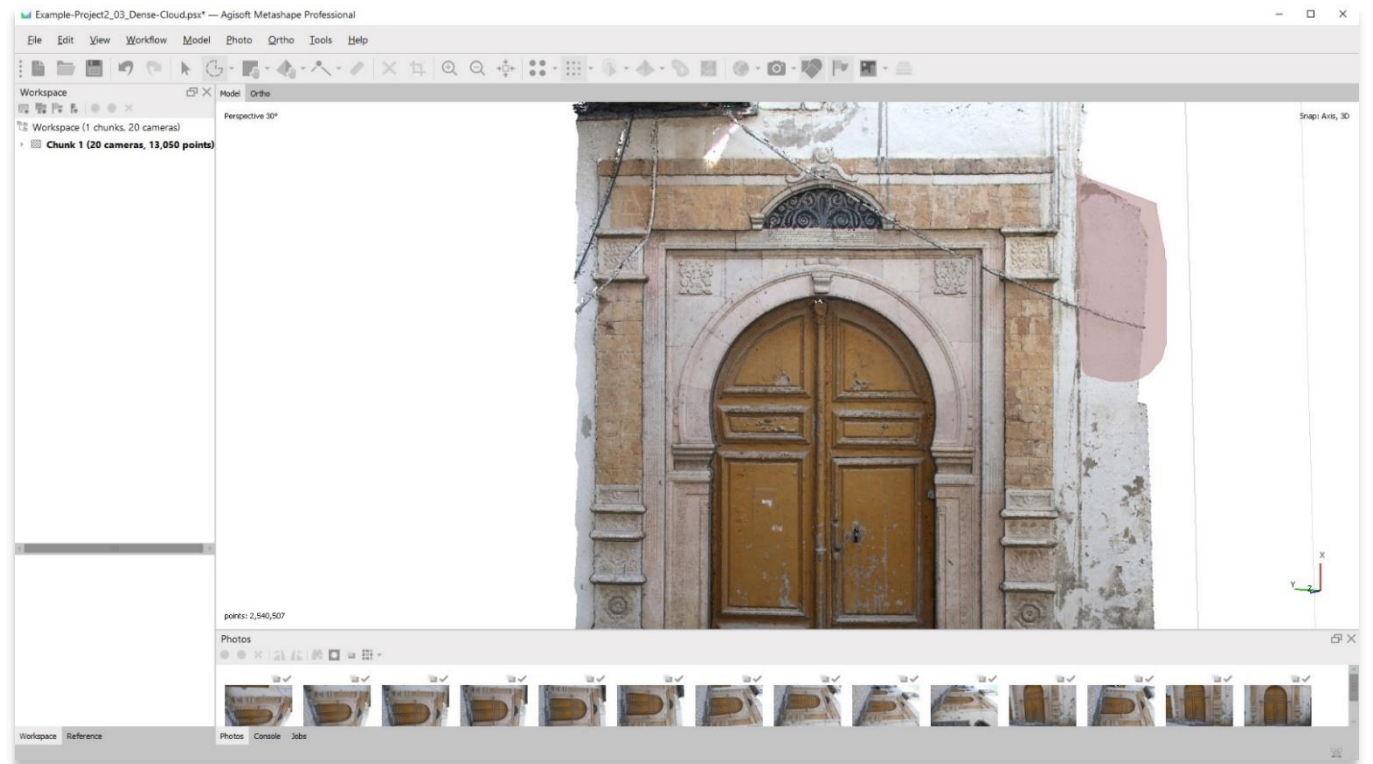 Example-Project2_03_Dense-Cloud.psx* — Agisoft Metashape Professional
File Edit View Workflow Model Photo Ortho Tools Help
Workspace
Model Ortho
Perspective 30°
Snap: Axis, 3D
Workspace (1 chunks, 20 cameras)
Chunk 1 (20 cameras, 13,050 points)
X
Y
Z
points: 2,540,507
Photos
Workspace Reference
Photos Console Jobs